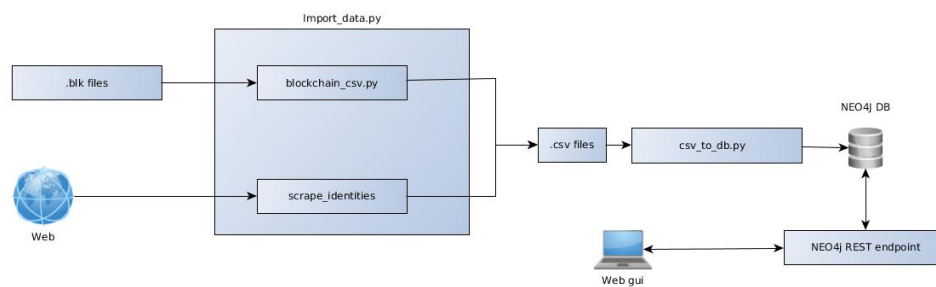 Import_data.py
.blk files
blockchain_csv.py
NEO4J DB
.csv files
csv_to_db.py
scrape_identities
Web
NEO4j REST endpoint
Web gui